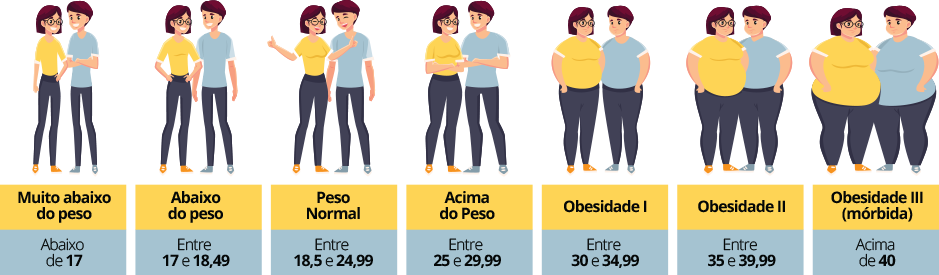 Muito abaixo
do peso
Abaixo
de 17
Abaixo
do peso
Entre
17 e 18,49
Peso
Normal
Entre
18,5 e 24,99
Acima
do Peso
Entre
25 e 29,99
Obesidade I
Entre
30 e 34,99
Obesidade II
Entre
35 e 39,99
Obesidade III
(mórbida)
Acima
de 40